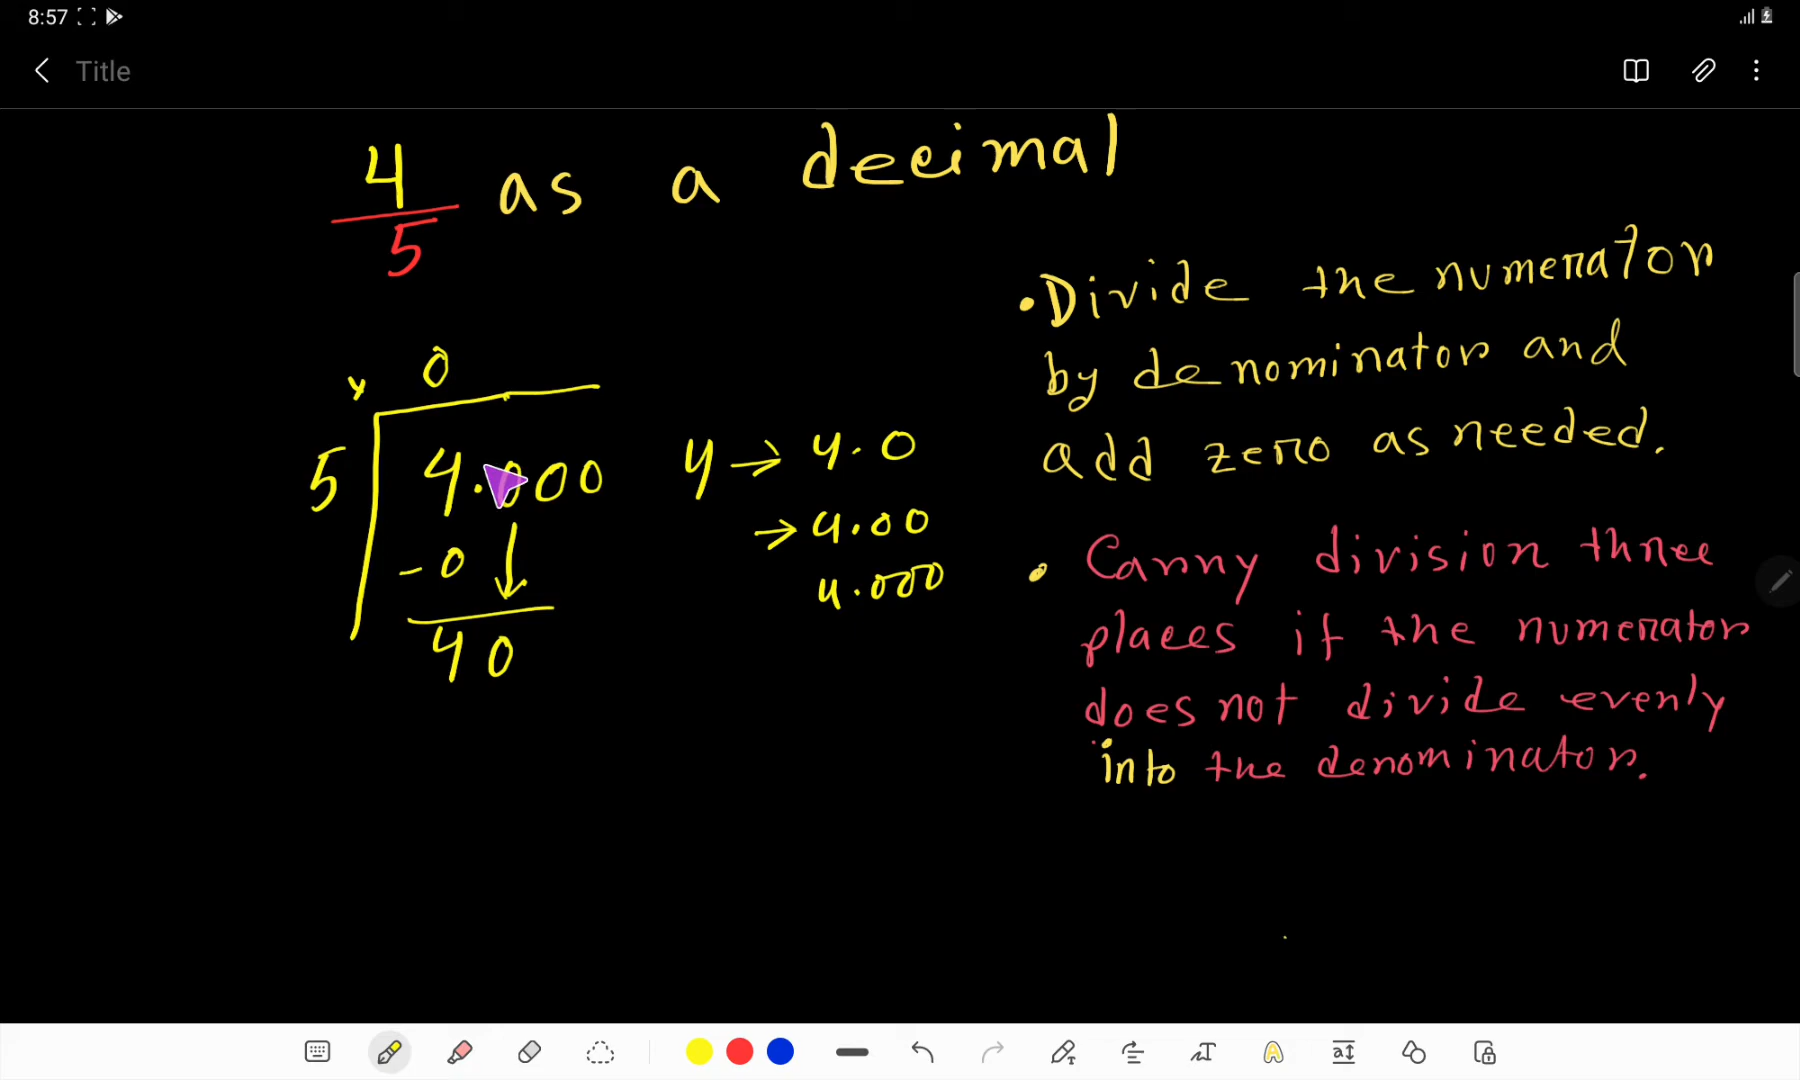 8:57
Title
4
5
as a decimal
0
5 4.000
-0
40
4 → 4.0
→ 4.00
4.000
• Divide the numerator
by denominator and
add zero as needed.
• Carry division three
places if the numerator
does not divide evenly
into the denominator.